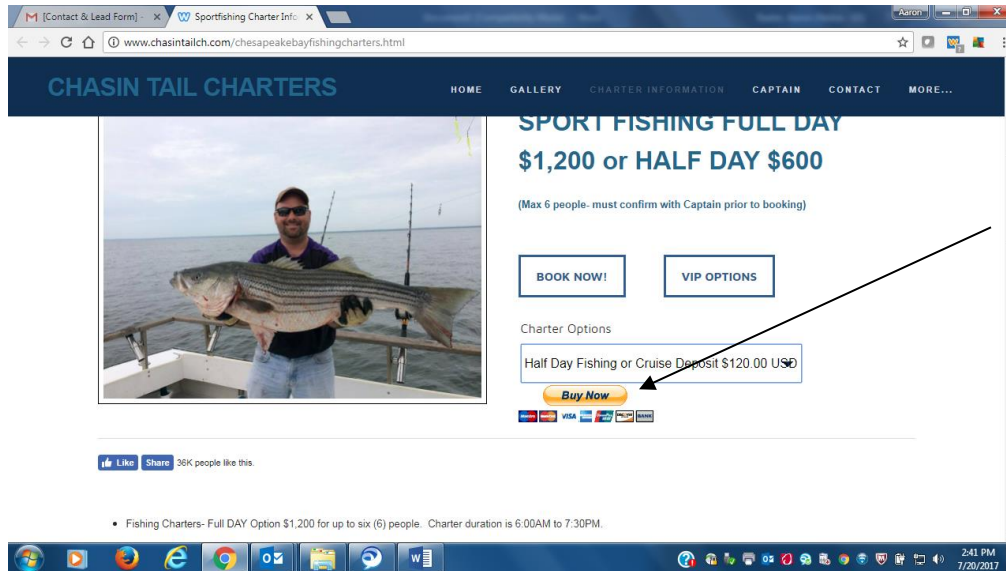 [Contact & Lead Form] -
Sportfishing Charter Info
Aaron
www.chasintailch.com/chesapeakebayfishingcharters.html
CHASIN TAIL CHARTERS
HOME GALLERY CHARTER INFORMATION CAPTAIN CONTACT MORE...
SPORT FISHING FULL DAY
$1,200 or HALF DAY $600
(Max 6 people- must confirm with Captain prior to booking)
BOOK NOW! VIP OPTIONS
Charter Options
Half Day Fishing or Cruise Deposit $120.00 USD
Buy Now
VISA
BANK
Like Share 36K people like this.
• Fishing Charters- Full DAY Option $1,200 for up to six (6) people. Charter duration is 6:00AM to 7:30PM.
2:41 PM
7/20/2017